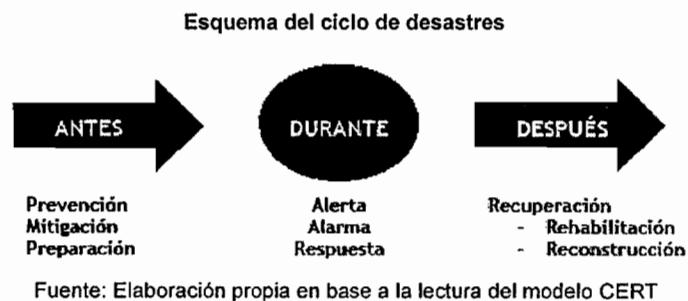 Esquema del ciclo de desastres
ANTES
DURANTE
DESPUÉS
Prevención
Mitigación
Preparación
Alerta
Alarma
Respuesta
Recuperación
- Rehabilitación
- Reconstrucción
Fuente: Elaboración propia en base a la lectura del modelo CERT